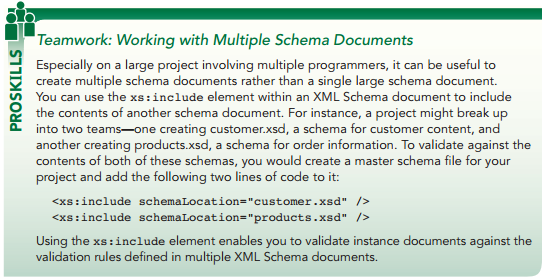 PROSKILLS
Teamwork: Working with Multiple Schema Documents
Especially on a large project involving multiple programmers, it can be useful to
create multiple schema documents rather than a single large schema document.
You can use the xs:include element within an XML Schema document to include
the contents of another schema document. For instance, a project might break up
into two teams—one creating customer.xsd, a schema for customer content, and
another creating products.xsd, a schema for order information. To validate against the
contents of both of these schemas, you would create a master schema file for your
project and add the following two lines of code to it:
<xs:include schemaLocation="customer.xsd" />
<xs:include schemaLocation="products.xsd" />
Using the xs:include element enables you to validate instance documents against the
validation rules defined in multiple XML Schema documents.